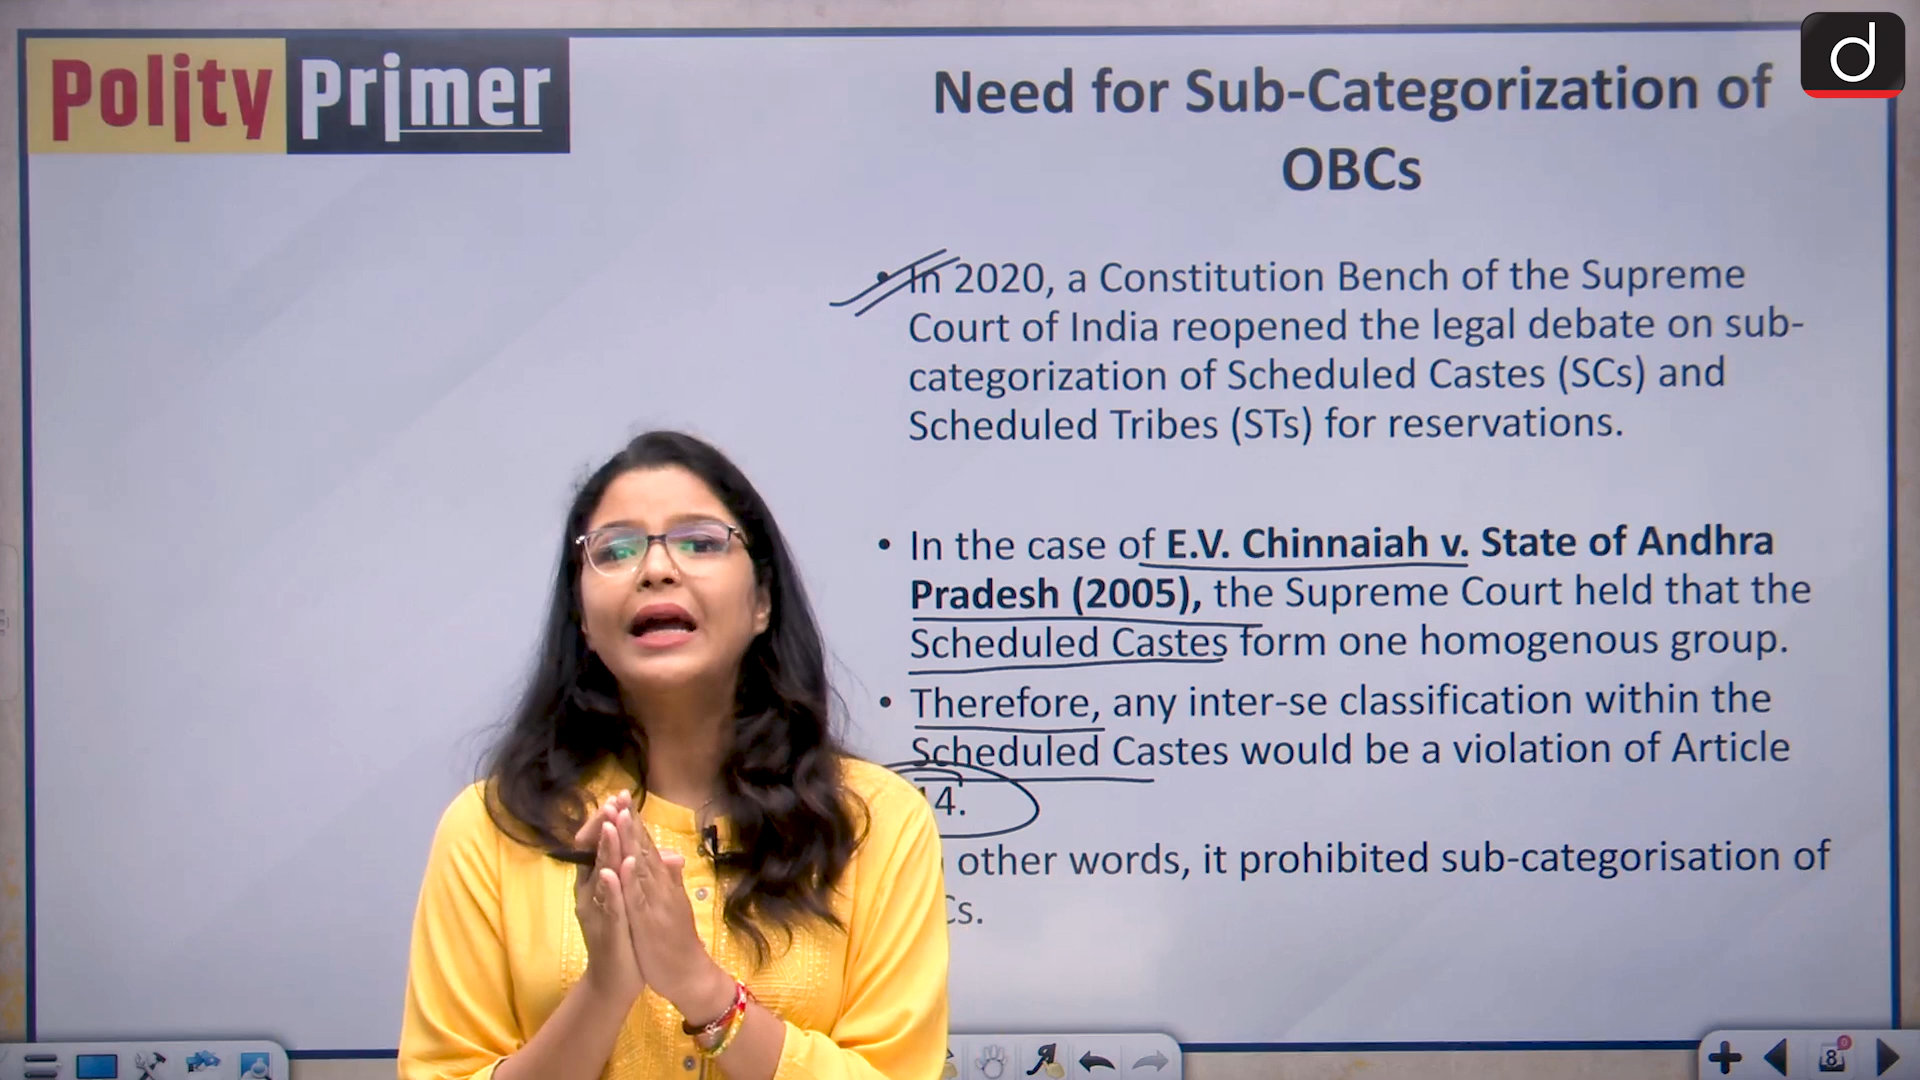 Polity Primer
d
Need for Sub-Categorization of
OBCs
• In 2020, a Constitution Bench of the Supreme
Court of India reopened the legal debate on sub-
categorization of Scheduled Castes (SCs) and
Scheduled Tribes (STs) for reservations.
• In the case of E.V. Chinnaiah v. State of Andhra
Pradesh (2005), the Supreme Court held that the
Scheduled Castes form one homogenous group.
• Therefore, any inter-se classification within the
Scheduled Castes would be a violation of Article
14.
other words, it prohibited sub-categorisation of
Cs.
8
0